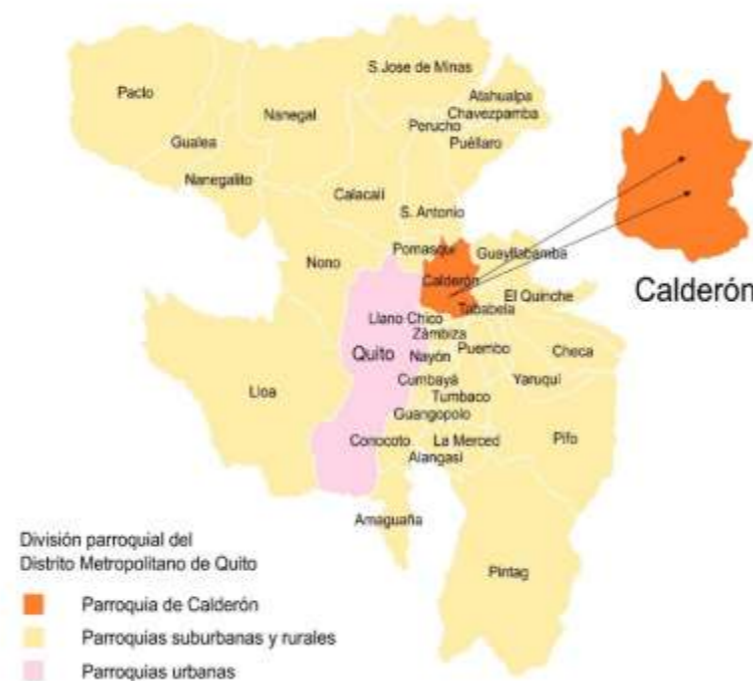 S.Jose de Minas
Pacto
Atahualpa
Nanegal
Chavezpamba
Perucho
Gualea
Puéllaro
Nanegalito
Calacalí
S. Antonio
Pomasqui
Guayllabamba
Nono
Calderón
El Quinche
Calderón
Tababela
Llano Chico
Zámbiza
Quito
Nayón
Puembo
Checa
Cumbayá
Yaruquí
Lloa
Tumbaco
Guangopolo
Conocoto
La Merced
Pifo
Alangasí
Amaguaña
Pintag
División parroquial del
Distrito Metropolitano de Quito
Parroquia de Calderón
Parroquias suburbanas y rurales
Parroquias urbanas